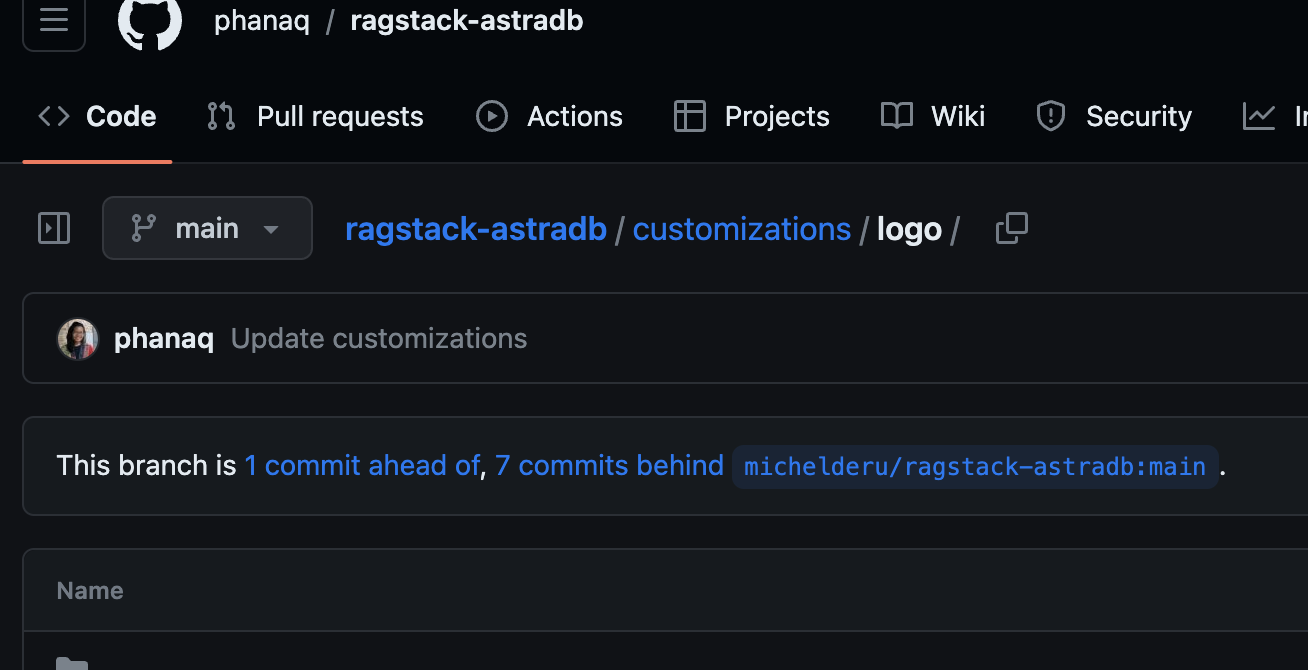 phanaq / ragstack-astradb
Code Pull requests Actions Projects Wiki Security
main ragstack-astradb / customizations / logo /
phanaq Update customizations
This branch is 1 commit ahead of, 7 commits behind michelderu/ragstack-astradb:main .
Name